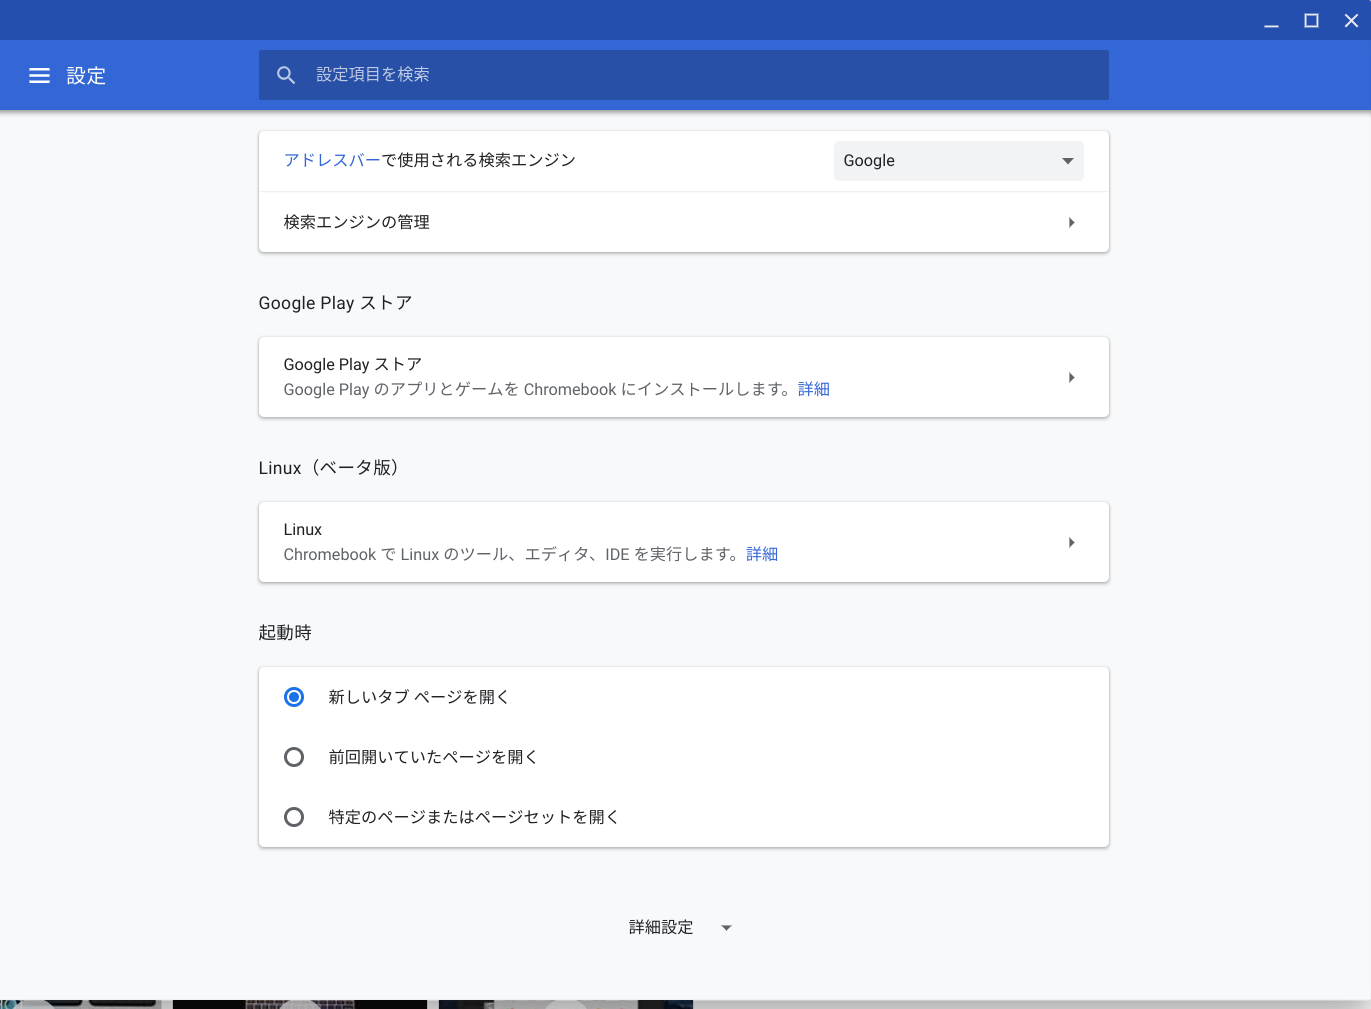 設定
設定項目を検索
アドレスバーで使用される検索エンジン
Google
検索エンジンの管理
Google Play ストア
Google Play ストア
Google Play のアプリとゲームを Chromebook にインストールします。詳細
Linux（ベータ版）
Linux
Chromebook で Linux のツール、エディタ、IDE を実行します。詳細
起動時
新しいタブ ページを開く
前回開いていたページを開く
特定のページまたはページセットを開く
詳細設定